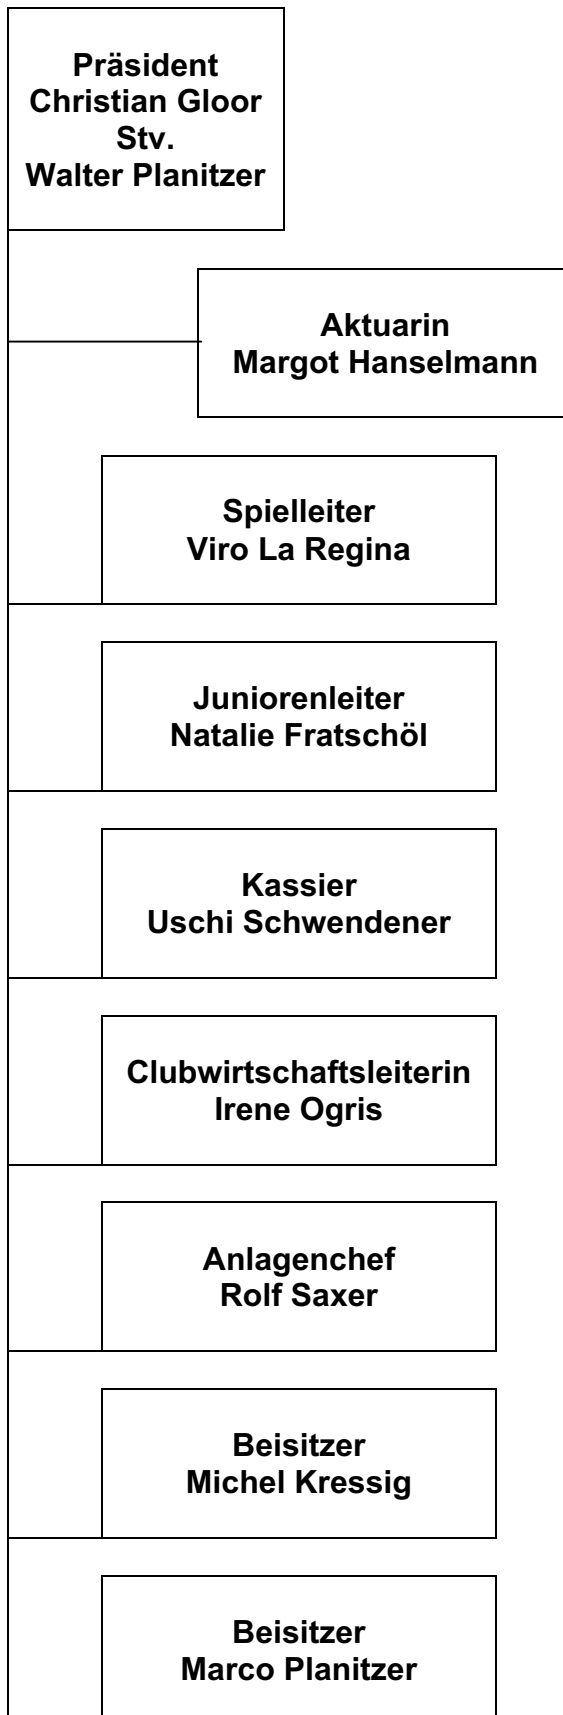 Präsident
Christian Gloor
Stv.
Walter Planitzer
Aktuarin
Margot Hanselmann
Spielleiter
Viro La Regina
Juniorenleiter
Natalie Fratschöl
Kassier
Uschi Schwendener
Clubwirtschaftsleiterin
Irene Ogris
Anlagenchef
Rolf Saxer
Beisitzer
Michel Kressig
Beisitzer
Marco Planitzer